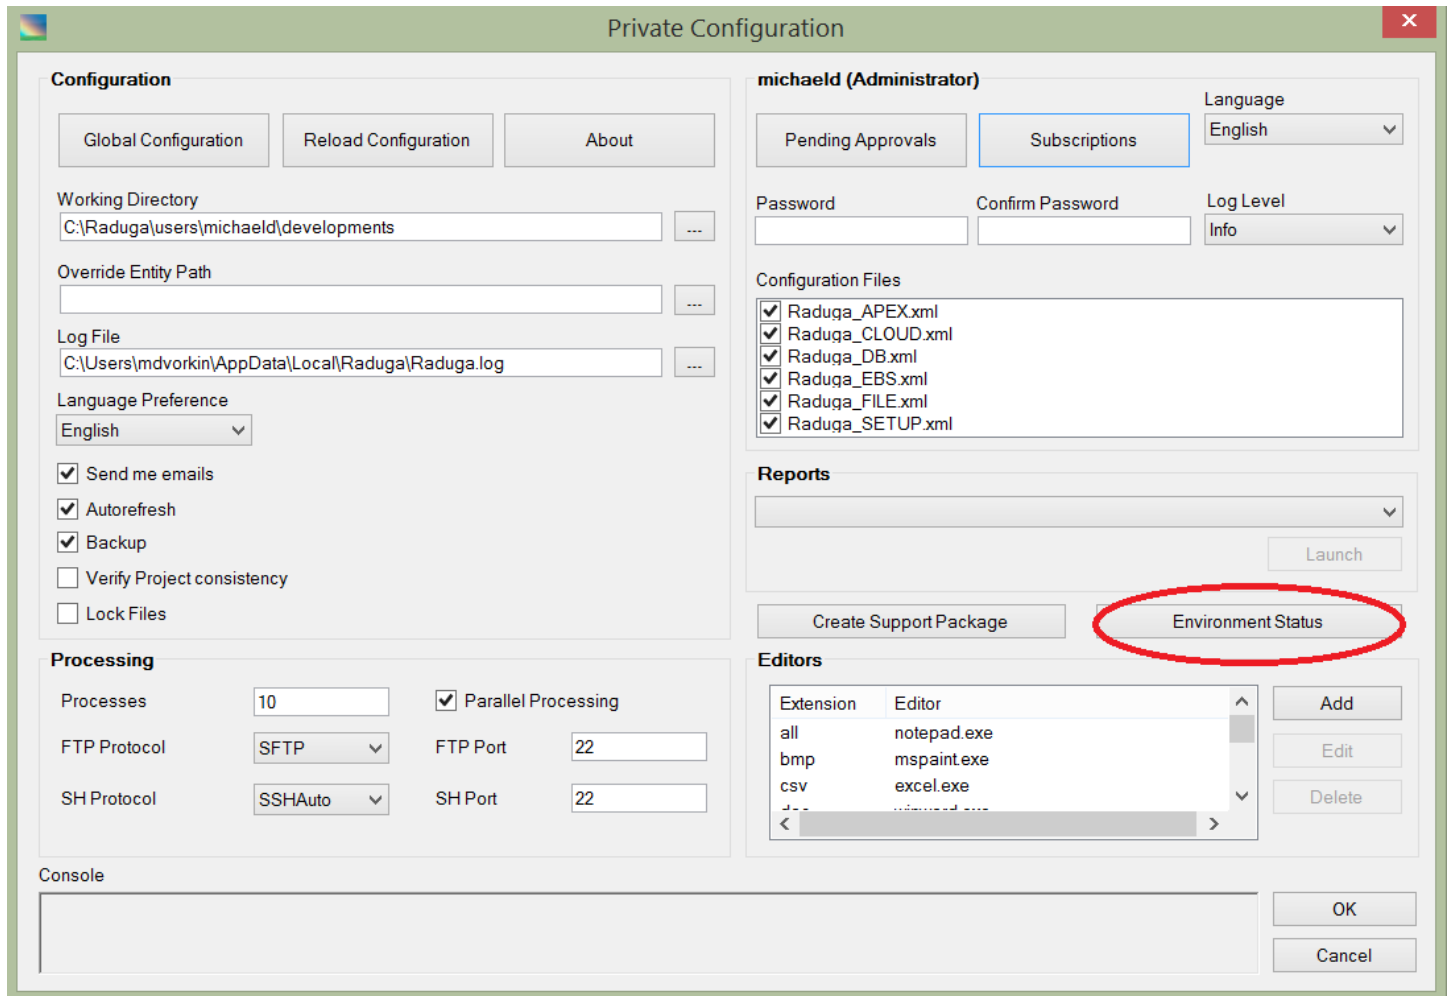 Private Configuration
Configuration
Global Configuration
Reload Configuration
About
Working Directory
C:\Raduga\users\michaeld\developments
...
Override Entity Path
...
Log File
C:\Users\mdvorkin\AppData\Local\Raduga\Raduga.log
...
Language Preference
English
Send me emails
Autorefresh
Backup
Verify Project consistency
Lock Files
michaeld (Administrator)
Pending Approvals
Subscriptions
Language
English
Password
Confirm Password
Log Level
Info
Configuration Files
Raduga_APEX.xml
Raduga_CLOUD.xml
Raduga_DB.xml
Raduga_EBS.xml
Raduga_FILE.xml
Raduga_SETUP.xml
Reports
Launch
Create Support Package
Environment Status
Processing
Processes
10
Parallel Processing
FTP Protocol
SFTP
FTP Port
22
SH Protocol
SSHAuto
SH Port
22
Editors
Extension Editor
all notepad.exe
bmp mspaint.exe
csv excel.exe
Add
Edit
Delete
Console
OK
Cancel